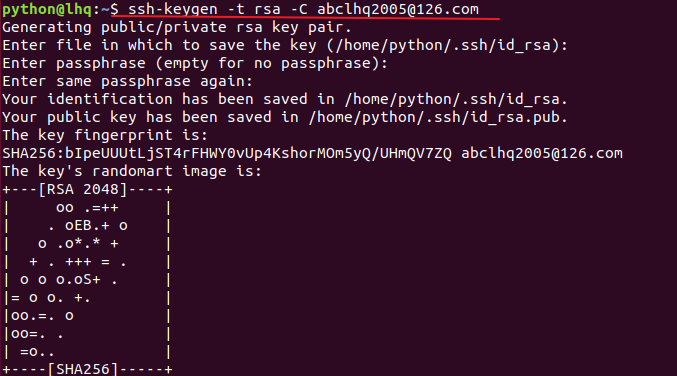 python@lhq:~$ ssh-keygen -t rsa -C abclhq2005@126.com
Generating public/private rsa key pair.
Enter file in which to save the key (/home/python/.ssh/id_rsa):
Enter passphrase (empty for no passphrase):
Enter same passphrase again:
Your identification has been saved in /home/python/.ssh/id_rsa.
Your public key has been saved in /home/python/.ssh/id_rsa.pub.
The key fingerprint is:
SHA256:bIpeUUUtLjST4rFHWY0vUp4KshorMOm5yQ/UHmQV7ZQ abclhq2005@126.com
The key's randomart image is:
+---[RSA 2048]----+
|     oo .=++     |
|    . oEB.+ o    |
|   o .o*.* +     |
|  + . +++ = .    |
| o o o.oS+ .     |
|= o o. +.        |
|oo.=. o          |
|oo=. .           |
| =o..            |
+----[SHA256]-----+